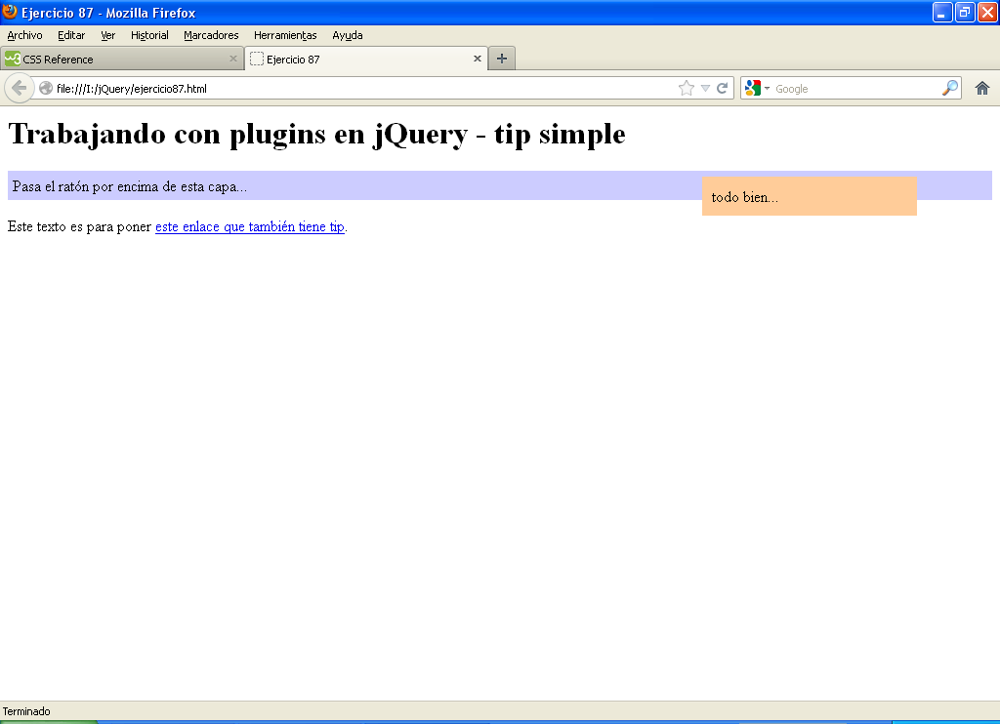 Ejercicio 87 - Mozilla Firefox
Archivo Editar Ver Historial Marcadores Herramientas Ayuda
w3 CSS Reference Ejercicio 87
file:///I:/jQuery/ejercicio87.html Google
Trabajando con plugins en jQuery - tip simple
Pasa el ratón por encima de esta capa...
todo bien...
Este texto es para poner este enlace que también tiene tip.
Terminado